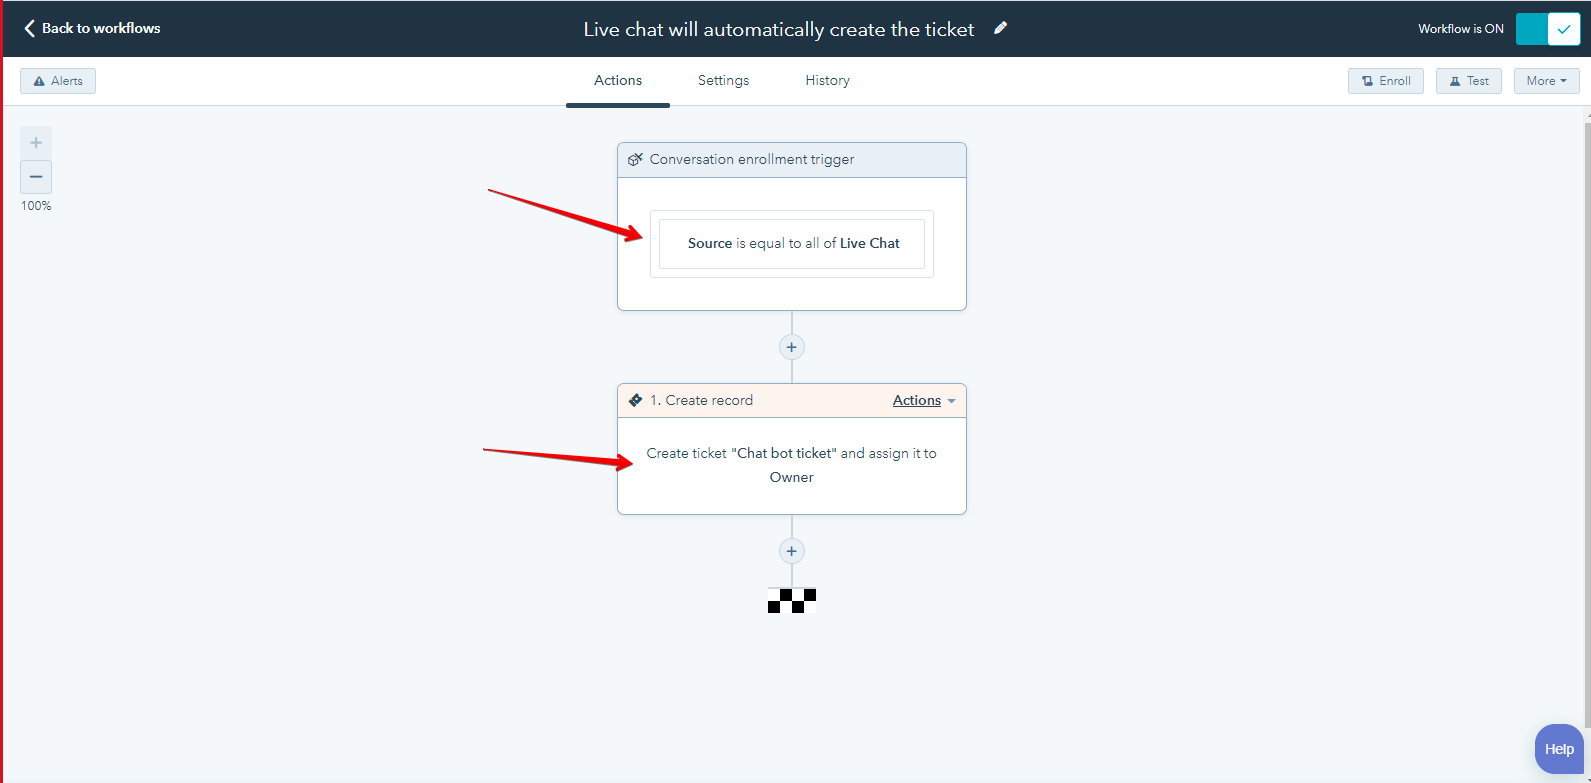 Back to workflows
Live chat will automatically create the ticket
Workflow is ON
Alerts
Actions
Settings
History
Enroll
Test
More
100%
Conversation enrollment trigger
Source is equal to all of Live Chat
1. Create record
Actions
Create ticket "Chat bot ticket" and assign it to
Owner
Help